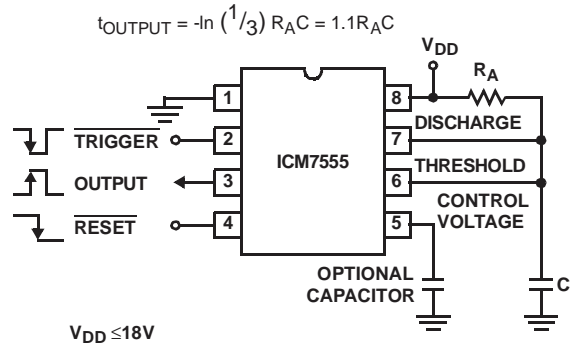 tOUTPUT = -ln (1/3) RAC = 1.1RAC
VDD
RA
1
8
DISCHARGE
TRIGGER
2
7
ICM7555
THRESHOLD
OUTPUT
3
6
CONTROL
VOLTAGE
RESET
4
5
OPTIONAL
CAPACITOR
C
VDD ≤18V